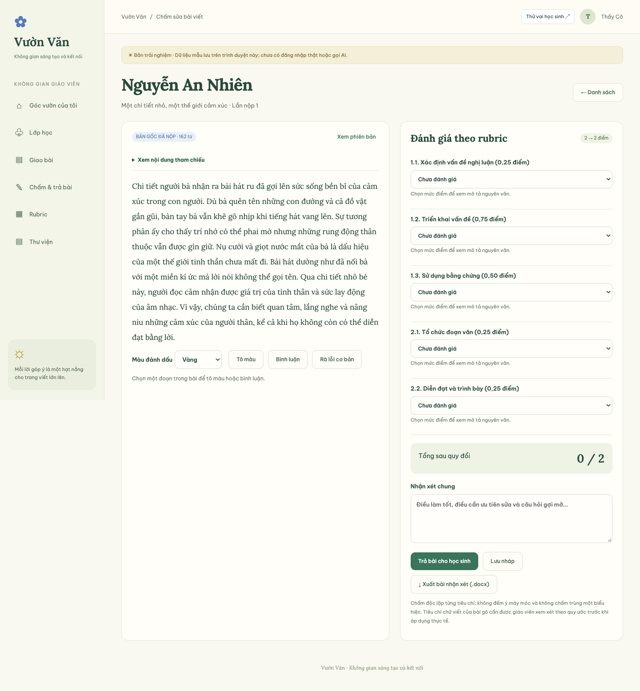 Vườn Văn
Không gian sáng tạo và kết nối
KHÔNG GIAN GIÁO VIÊN
Góc vườn của tôi
Lớp học
Giao bài
Chấm & trả bài
Rubric
Thư viện
Mỗi lời góp ý là một hạt nắng
cho trang viết lớn lên.
Vườn Văn / Chấm sửa bài viết
Thử với học sinh ↗
T
Thầy Cô
☀ Bản trải nghiệm · Dữ liệu mẫu lưu trên trình duyệt này; chưa có đăng nhập thật hoặc gọi AI.
Nguyễn An Nhiên
Một chi tiết nhỏ, một thế giới cảm xúc · Lần nộp 1
← Danh sách
BẢN GỐC ĐÃ NỘP · 162 từ
Xem phiên bản
▸ Xem nội dung tham chiếu
Chi tiết người bà nhận ra bài hát ru đã gợi lên sức sống bền bỉ của cảm
xúc trong con người. Dù bà quên tên những con đường và cả đồ vật
gần gũi, bàn tay bà vẫn khẽ gõ nhịp khi tiếng hát vang lên. Sự tương
phản ấy cho thấy trí nhớ có thể phai mờ nhưng những rung động thân
thuộc vẫn được gìn giữ. Nụ cười và giọt nước mắt của bà là dấu hiệu
của một thế giới tinh thần chưa mất đi. Bài hát dường như đã nối bà
với một miền kí ức mà lời nói không thể gọi tên. Qua chi tiết nhỏ bé
này, người đọc cảm nhận được giá trị của tình thân và sức lay động
của âm nhạc. Vì vậy, chúng ta cần biết quan tâm, lắng nghe và nâng
niu những cảm xúc của người thân, kể cả khi họ không còn có thể diễn
đạt bằng lời.
Màu đánh dấu
Vàng
Tô màu
Bình luận
Rà lỗi cơ bản
Chọn một đoạn trong bài để tô màu hoặc bình luận.
Đánh giá theo rubric
2 → 2 điểm
1.1. Xác định vấn đề nghị luận (0,25 điểm)
Chưa đánh giá
Chọn mức điểm để xem mô tả nguyên văn.
1.2. Triển khai vấn đề (0,75 điểm)
Chưa đánh giá
Chọn mức điểm để xem mô tả nguyên văn.
1.3. Sử dụng bằng chứng (0,50 điểm)
Chưa đánh giá
Chọn mức điểm để xem mô tả nguyên văn.
2.1. Tổ chức đoạn văn (0,25 điểm)
Chưa đánh giá
Chọn mức điểm để xem mô tả nguyên văn.
2.2. Diễn đạt và trình bày (0,25 điểm)
Chưa đánh giá
Chọn mức điểm để xem mô tả nguyên văn.
Tổng sau quy đổi
0 / 2
Nhận xét chung
Điều làm tốt, điều cần ưu tiên sửa và câu hỏi gợi mở...
Trả bài cho học sinh
Lưu nháp
↓ Xuất bài nhận xét (.docx)
Chấm độc lập từng tiêu chí; không đếm ý máy móc và không chấm trùng một biểu
hiện. Tiêu chí chữ viết của bài gõ cần được giáo viên xem xét theo quy ước trước khi
áp dụng thực tế.
Vườn Văn · Không gian sáng tạo và kết nối